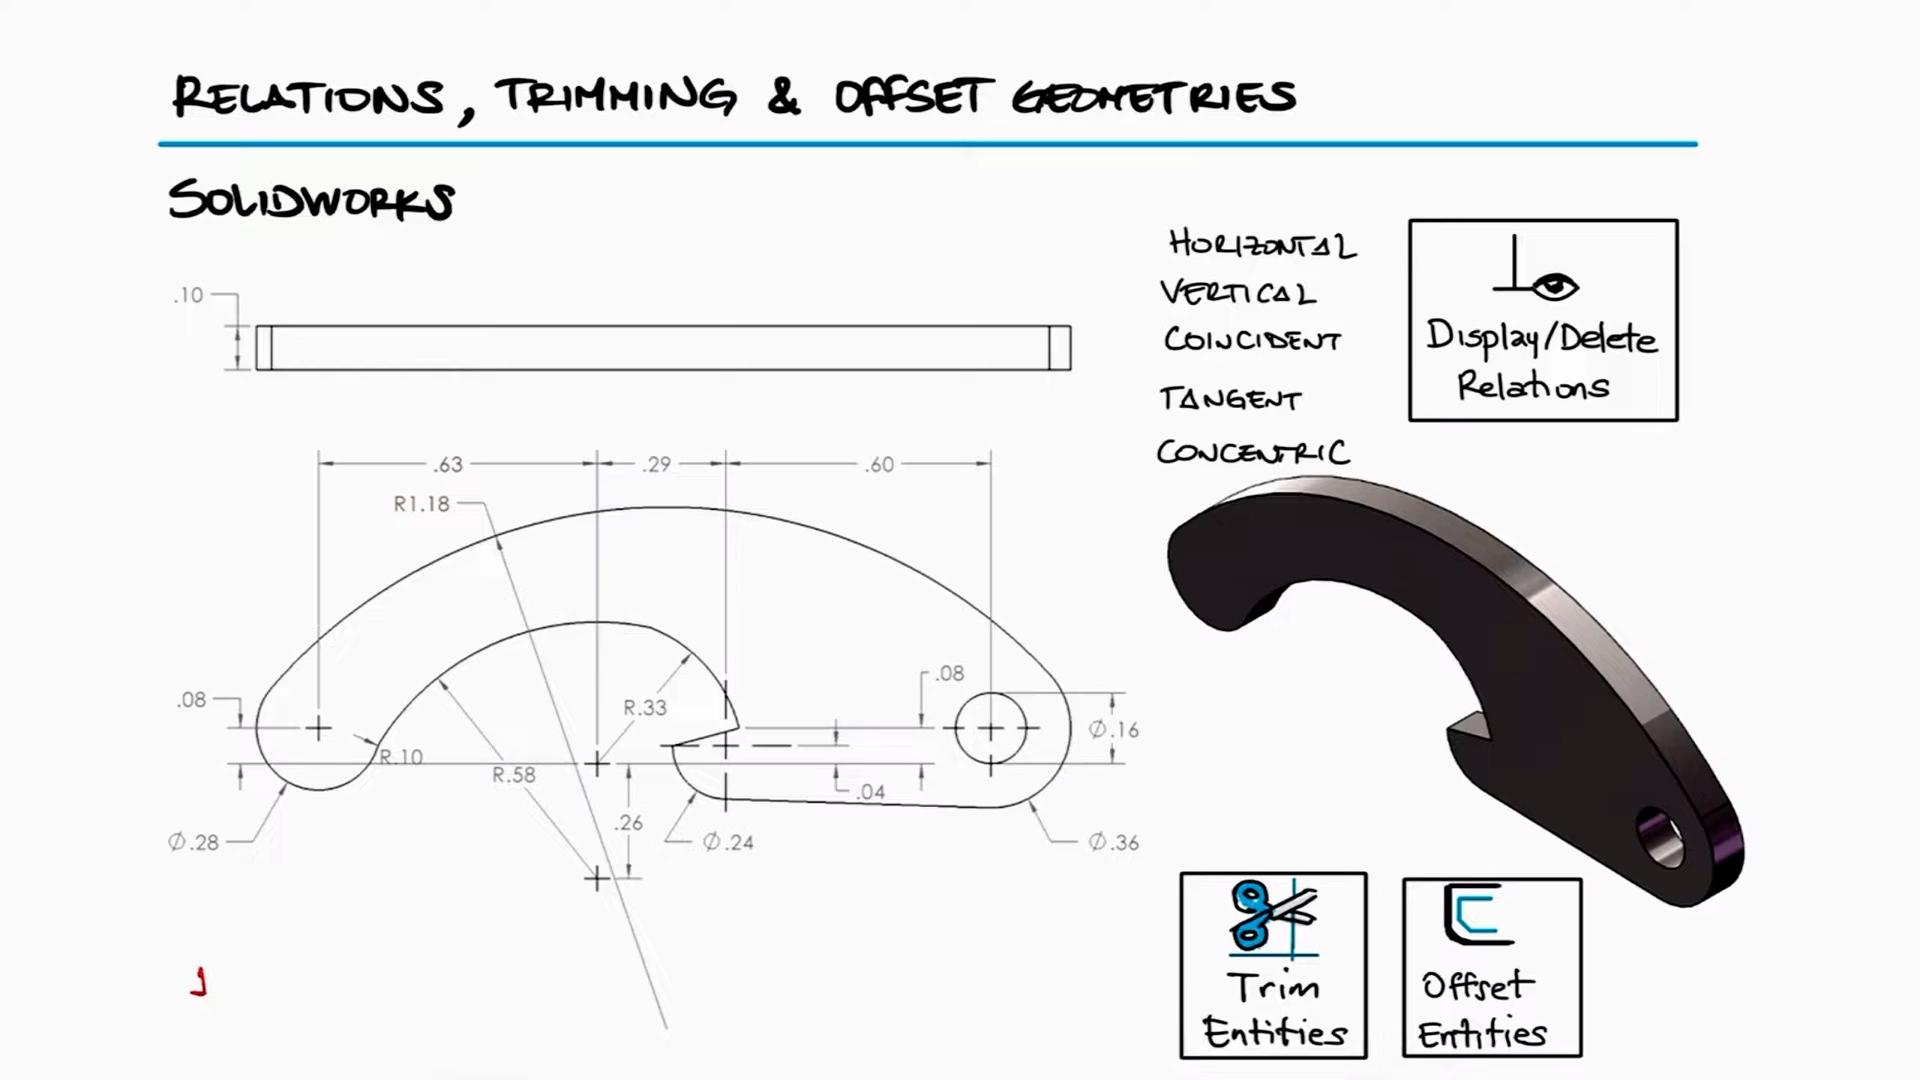 RELATIONS, TRIMMING & OFFSET GEOMETRIES
SOLIDWORKS
HORIZONTAL
VERTICAL
COINCIDENT
TANGENT
CONCENTRIC
Display/Delete
Relations
.10
.63
.29
.60
R1.18
.08
.08
R.33
R.10
R.58
Ø.16
.04
.26
Ø.28
Ø.24
Ø.36
Trim
Entities
Offset
Entities